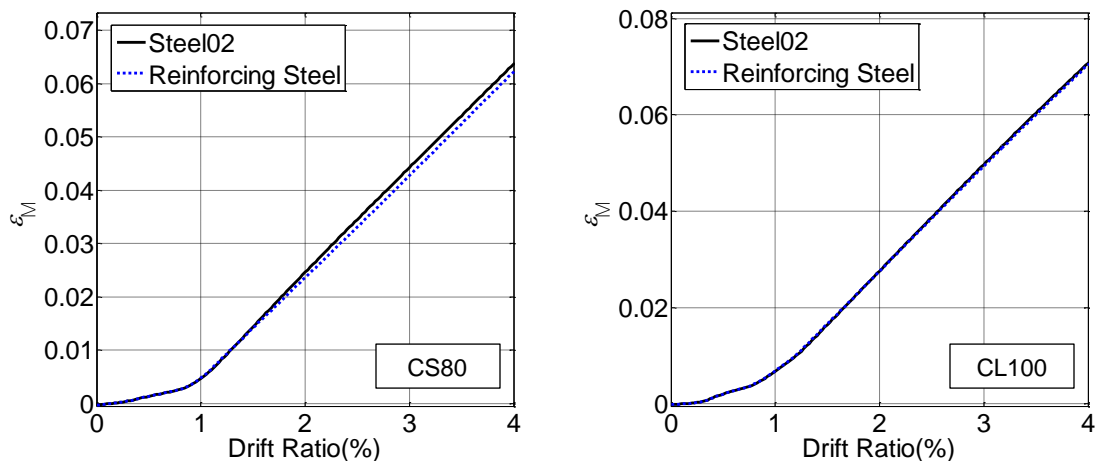 0.07
0.06
0.05
0.04
0.03
0.02
0.01
0
ε_M
Steel02
Reinforcing Steel
CS80
0 1 2 3 4
Drift Ratio(%)
0.08
0.06
0.04
0.02
0
ε_M
Steel02
Reinforcing Steel
CL100
0 1 2 3 4
Drift Ratio(%)